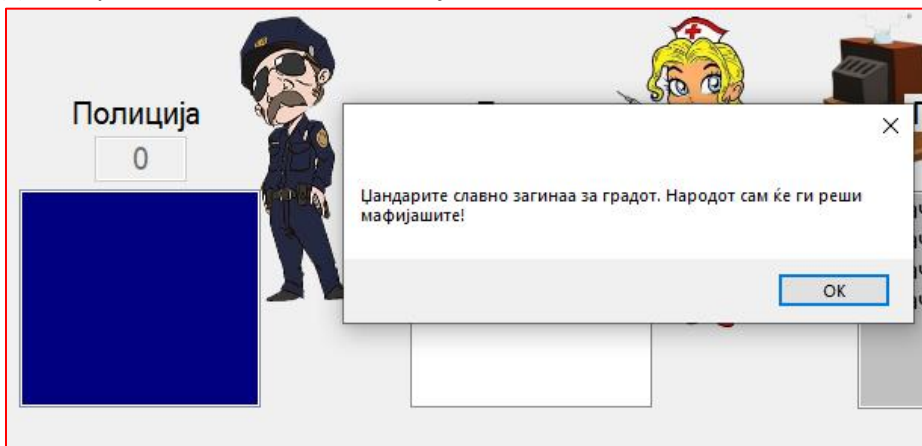 Полиција
0
Џандарите славно загинаа за градот. Народот сам ќе ги реши
мафијашите!
OK